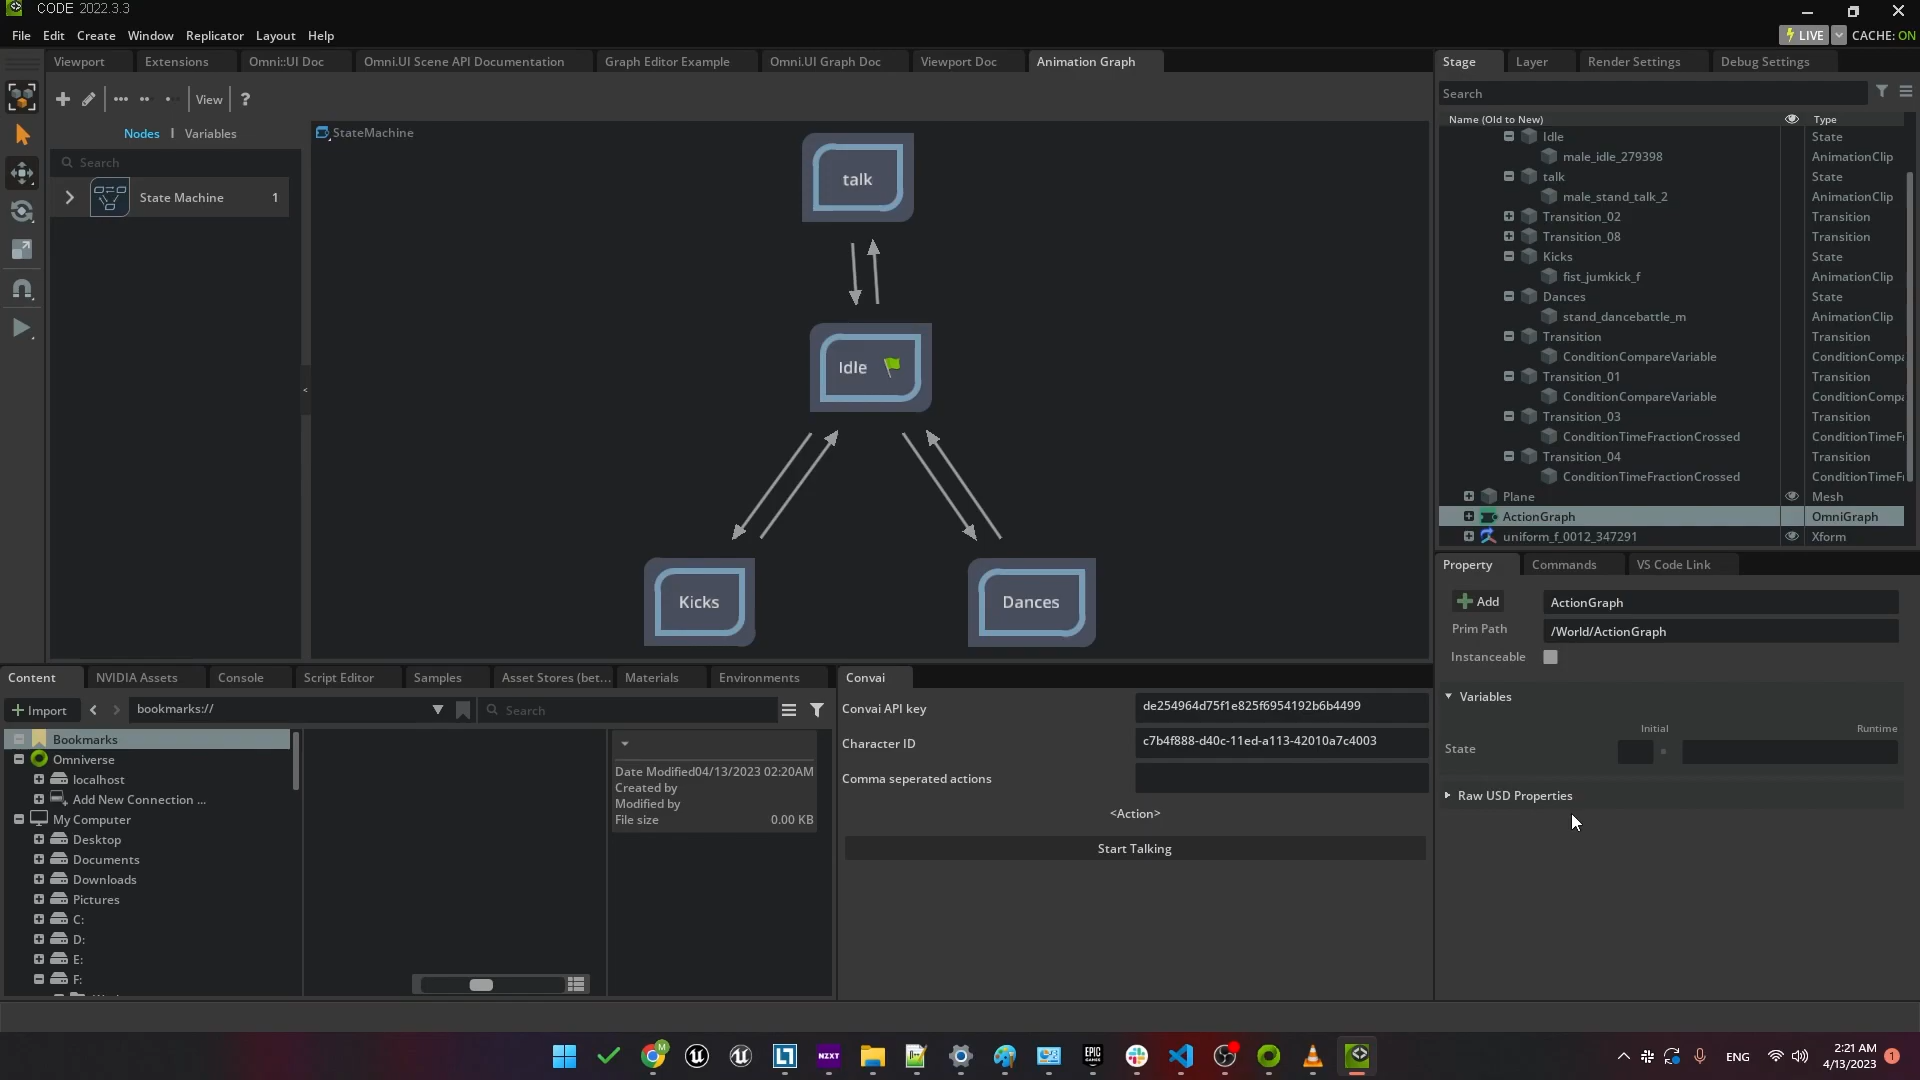 CODE 2022.3.3
File Edit Create Window Replicator Layout Help
LIVE CACHE: ON
Viewport Extensions Omni::UI Doc Omni.UI Scene API Documentation Graph Editor Example Omni.UI Graph Doc Viewport Doc Animation Graph
View ?
Nodes | Variables
Search
State Machine 1
StateMachine
talk
Idle
Kicks
Dances
Stage Layer Render Settings Debug Settings
Search
Name (Old to New) Type
Idle State
male_idle_279398 AnimationClip
talk State
male_stand_talk_2 AnimationClip
Transition_02 Transition
Transition_08 Transition
Kicks State
fist_jumkick_f AnimationClip
Dances State
stand_dancebattle_m AnimationClip
Transition Transition
ConditionCompareVariable ConditionCompa
Transition_01 Transition
ConditionCompareVariable ConditionCompa
Transition_03 Transition
ConditionTimeFractionCrossed ConditionTimeF
Transition_04 Transition
ConditionTimeFractionCrossed ConditionTimeF
Plane Mesh
ActionGraph OmniGraph
uniform_f_0012_347291 Xform
Property Commands VS Code Link
Add ActionGraph
Prim Path /World/ActionGraph
Instanceable
Variables
Initial Runtime
State
Raw USD Properties
Content NVIDIA Assets Console Script Editor Samples Asset Stores (bet... Materials Environments
Import bookmarks:// Search
Bookmarks
Omniverse
localhost
Add New Connection ...
My Computer
Desktop
Documents
Downloads
Pictures
C:
D:
E:
F:
Date Modified04/13/2023 02:20AM
Created by
Modified by
File size 0.00 KB
Convai
Convai API key de254964d75f1e825f6954192b6b4499
Character ID c7b4f888-d40c-11ed-a113-42010a7c4003
Comma seperated actions
<Action>
Start Talking
NZXT
EPIC GAMES
ENG
2:21 AM
4/13/2023
1